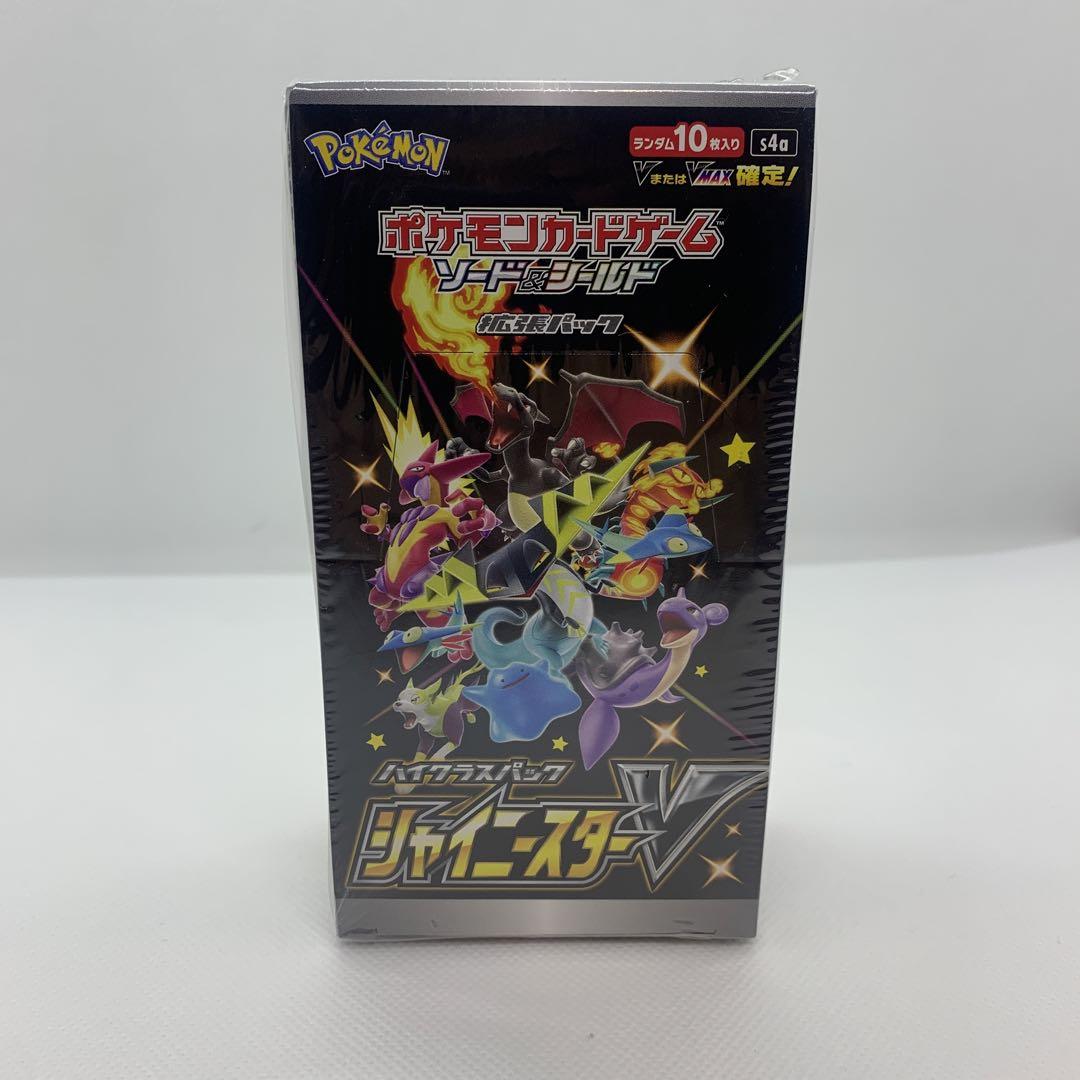 POKéMON™
ランダム10枚入り S4a
VまたはVMAX確定!
ポケモンカードゲーム™
ソード&シールド
拡張パック
ハイクラスパック
シャイニースターV